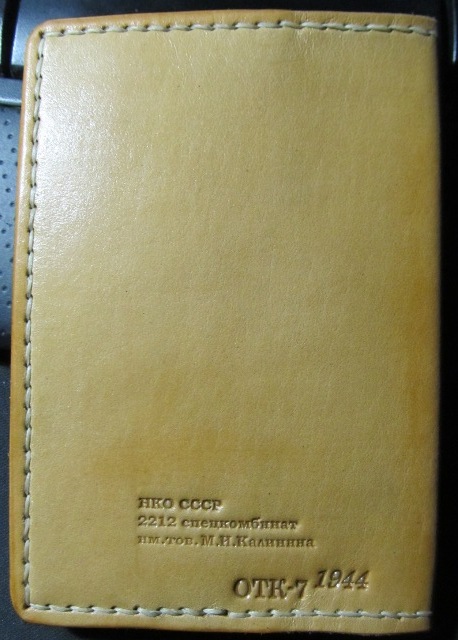 НКО СССР
2212 спецкомбинат
им.тов. М.И.Калинина
ОТК-7 1944